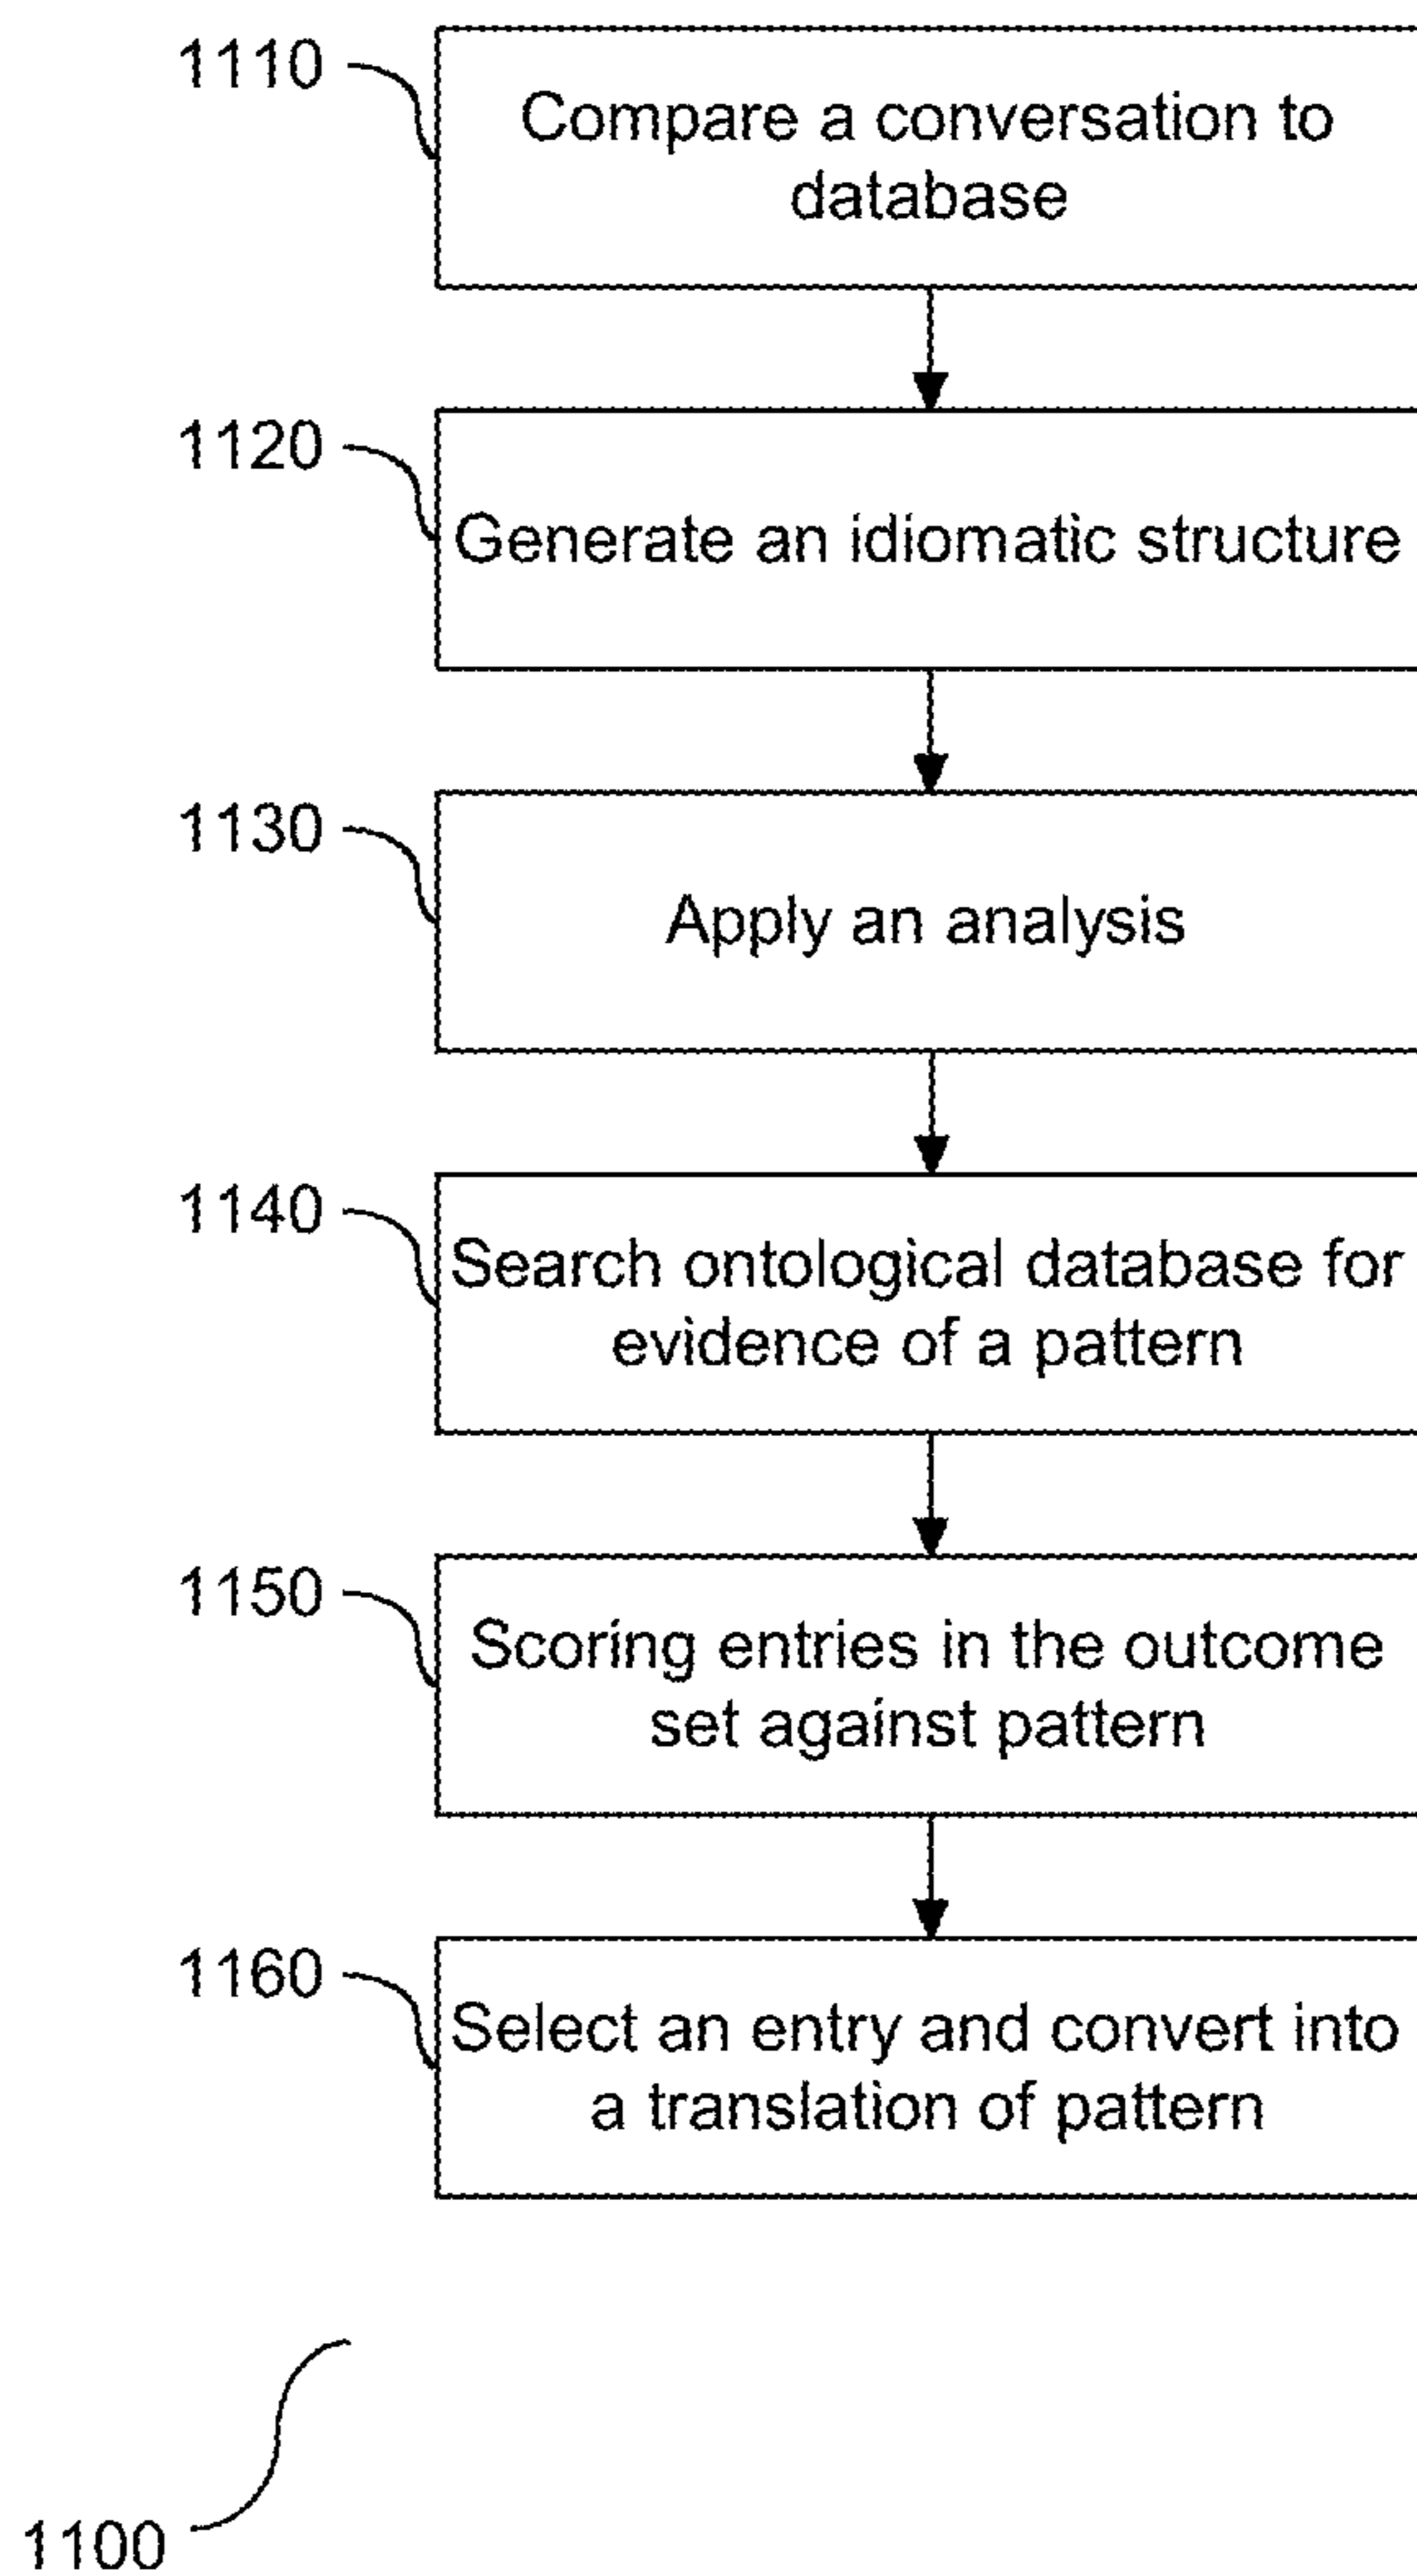 1110
Compare a conversation to
database
1120
Generate an idiomatic structure
1130
Apply an analysis
1140
Search ontological database for
evidence of a pattern
1150
Scoring entries in the outcome
set against pattern
1160
Select an entry and convert into
a translation of pattern
1100